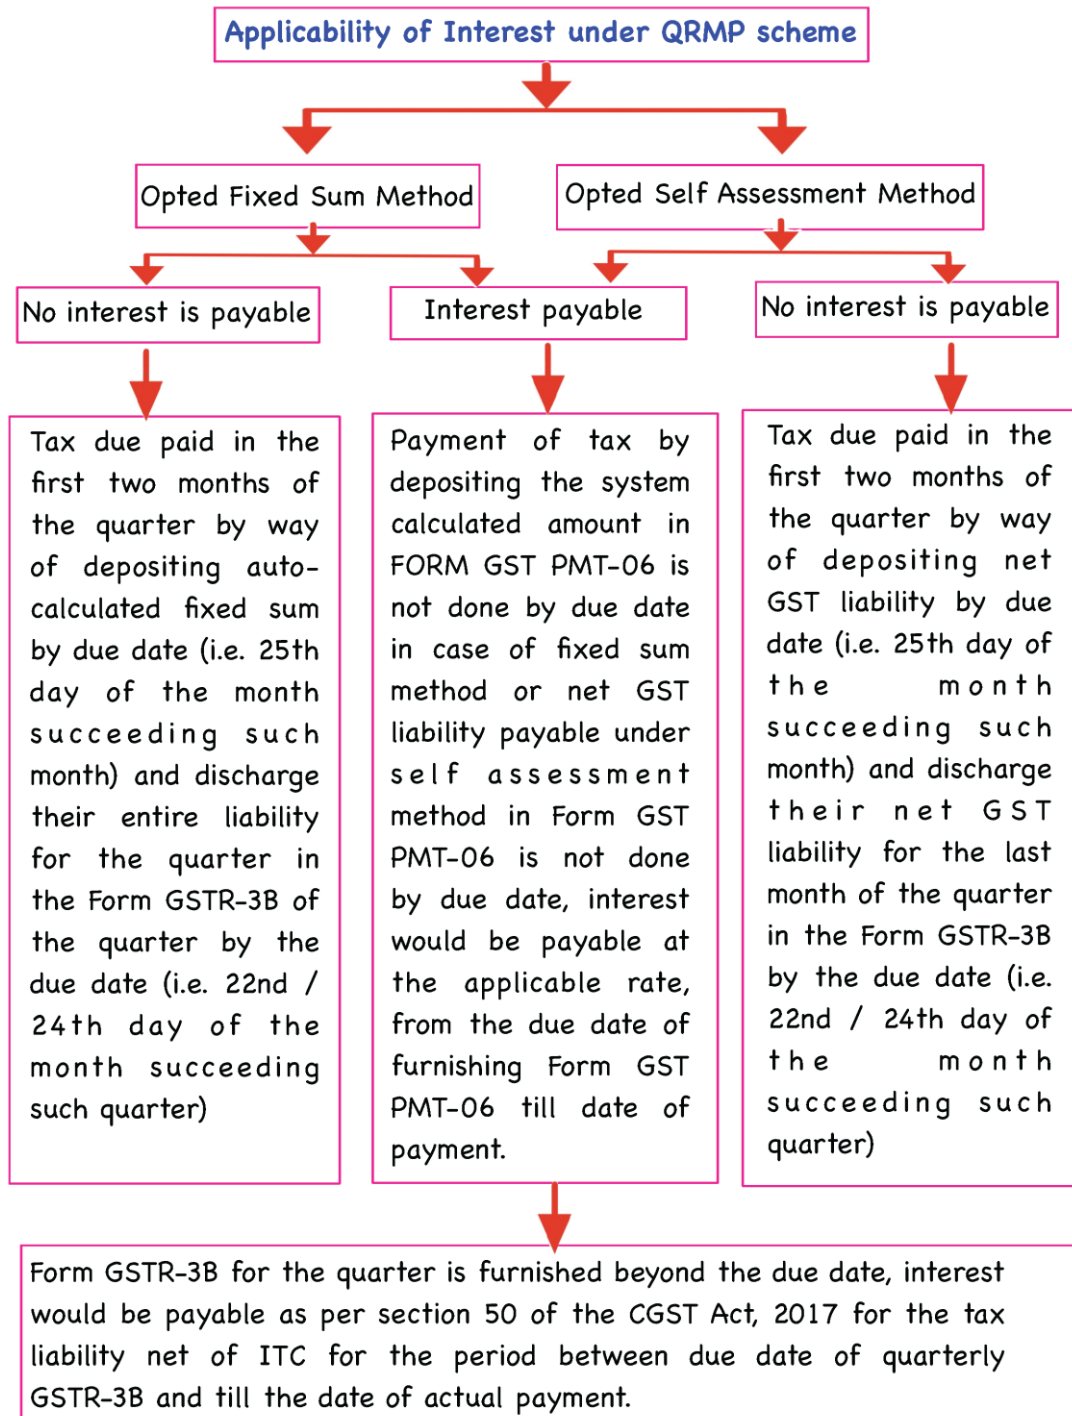 Applicability of Interest under QRMP scheme
Opted Fixed Sum Method
Opted Self Assessment Method
No interest is payable
Interest payable
No interest is payable
Tax due paid in the
first two months of
the quarter by way
of depositing auto-
calculated fixed sum
by due date (i.e. 25th
day of the month
succeeding such
month) and discharge
their entire liability
for the quarter in
the Form GSTR-3B of
the quarter by the
due date (i.e. 22nd /
24th day of the
month succeeding
such quarter)
Payment of tax by
depositing the system
calculated amount in
FORM GST PMT-06 is
not done by due date
in case of fixed sum
method or net GST
liability payable under
self assessment
method in Form GST
PMT-06 is not done
by due date, interest
would be payable at
the applicable rate,
from the due date of
furnishing Form GST
PMT-06 till date of
payment.
Tax due paid in the
first two months of
the quarter by way
of depositing net
GST liability by due
date (i.e. 25th day of
the month
succeeding such
month) and discharge
their net GST
liability for the last
month of the quarter
in the Form GSTR-3B
by the due date (i.e.
22nd / 24th day of
the month
succeeding such
quarter)
Form GSTR-3B for the quarter is furnished beyond the due date, interest
would be payable as per section 50 of the CGST Act, 2017 for the tax
liability net of ITC for the period between due date of quarterly
GSTR-3B and till the date of actual payment.